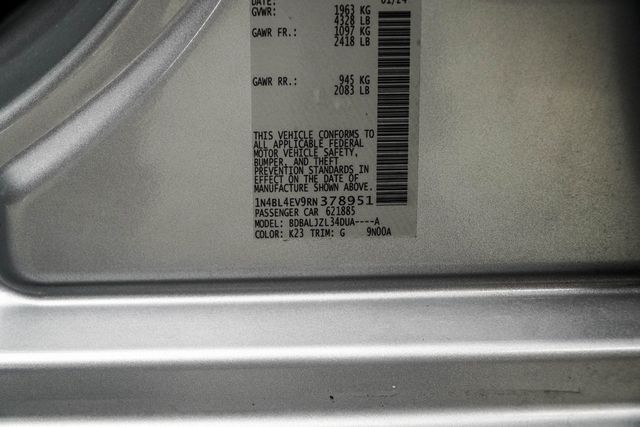 DATE: 01/24
GVWR: 1963 KG
4328 LB
GAWR FR.: 1097 KG
2418 LB
GAWR RR.: 945 KG
2083 LB
THIS VEHICLE CONFORMS TO
ALL APPLICABLE FEDERAL
MOTOR VEHICLE SAFETY,
BUMPER, AND THEFT
PREVENTION STANDARDS IN
EFFECT ON THE DATE OF
MANUFACTURE SHOWN ABOVE.
1N4BL4EV9RN378951
PASSENGER CAR 621885
MODEL: BDBALJZL34DUA----A
COLOR: K23 TRIM: G 9N00A